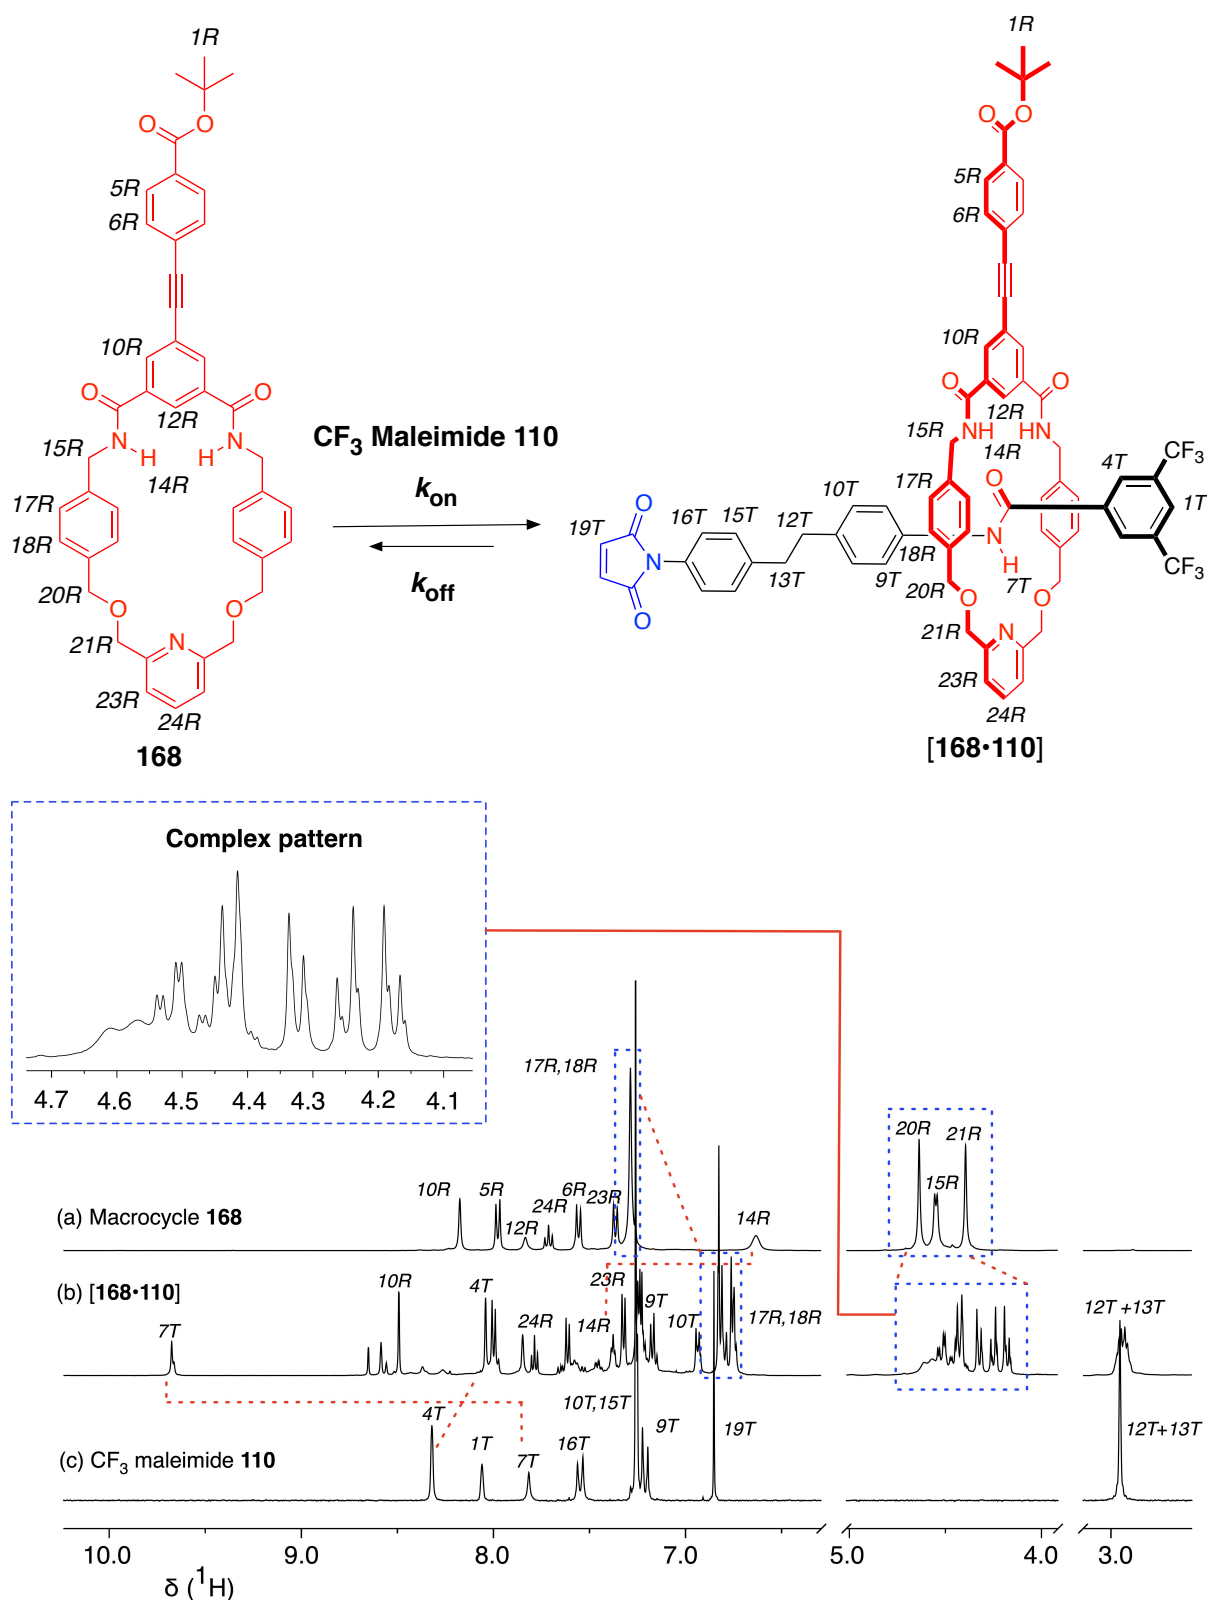 1R
O
O
5R
6R
10R
O
O
12R
N
H
H
N
15R
14R
17R
18R
20R
O
O
21R
N
23R
24R
168
CF3 Maleimide 110
kon
koff
1R
O
O
5R
6R
10R
O
O
12R
NH
HN
15R
14R
17R
O
4T
CF3
1T
CF3
10T
12T
15T
16T
19T
O
N
O
13T
9T
18R
N
H
7T
20R
O
O
21R
N
23R
24R
[168•110]
Complex pattern
4.7 4.6 4.5 4.4 4.3 4.2 4.1
17R,18R
20R 21R
15R
10R 5R 6R 23R
24R
12R
14R
(a) Macrocycle 168
(b) [168•110]
10R 4T 23R
7T 24R 14R 9T 10T 17R,18R
12T +13T
10T,15T
4T 9T 19T 12T+13T
1T 7T 16T
(c) CF3 maleimide 110
10.0 9.0 8.0 7.0 5.0 4.0 3.0
δ (1H)